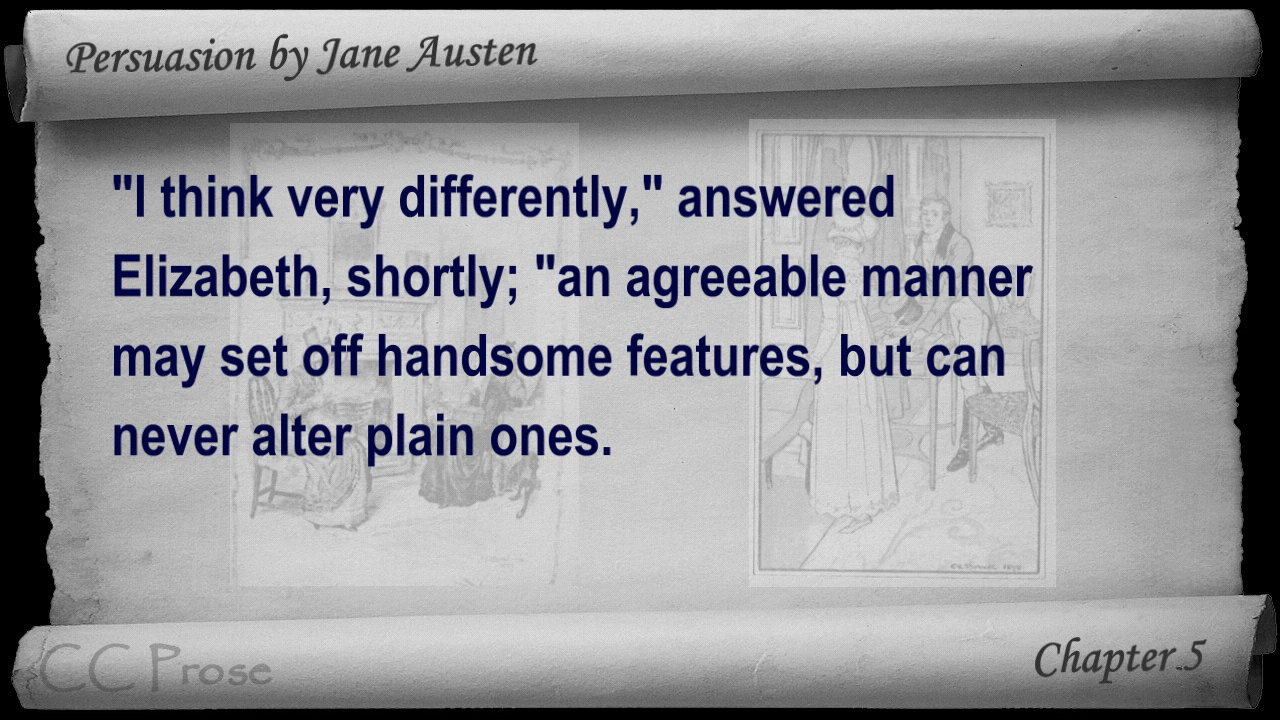 Persuasion by Jane Austen
"I think very differently," answered
Elizabeth, shortly; "an agreeable manner
may set off handsome features, but can
never alter plain ones.
CC Prose
Chapter 5